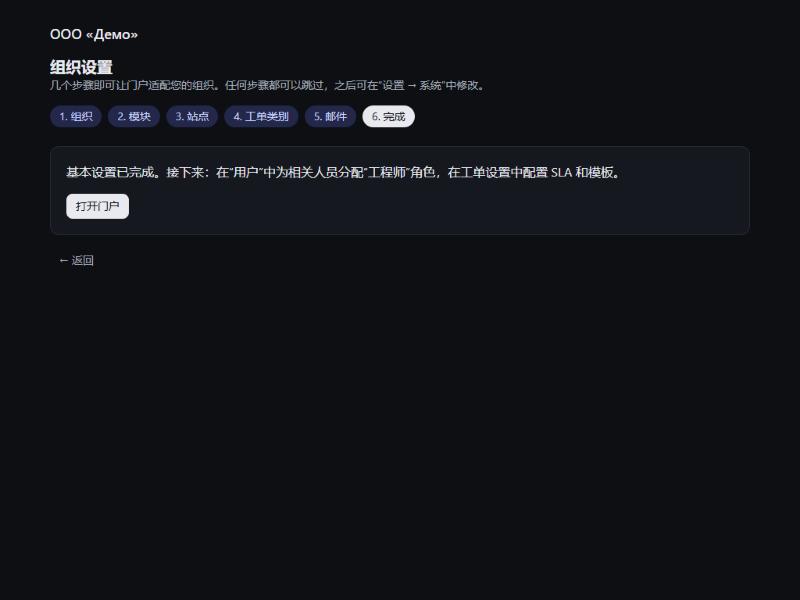 ООО «Демо»
组织设置
几个步骤即可让门户适配您的组织。任何步骤都可以跳过，之后可在"设置 → 系统"中修改。
1. 组织 2. 模块 3. 站点 4. 工单类别 5. 邮件 6. 完成
基本设置已完成。接下来：在"用户"中为相关人员分配"工程师"角色，在工单设置中配置 SLA 和模板。
打开门户
← 返回